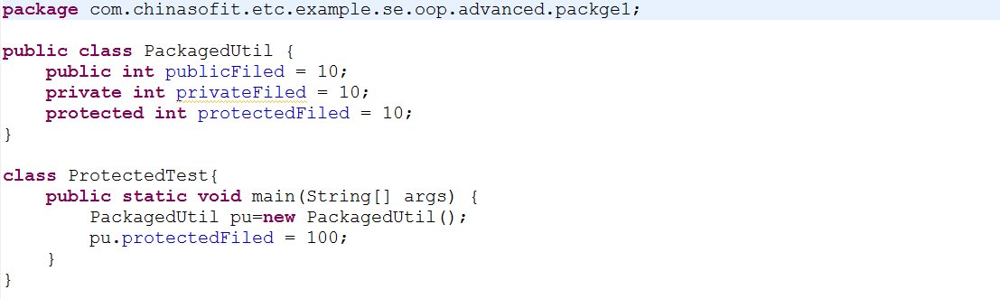 package com.chinasofit.etc.example.se.oop.advanced.packge1;
public class PackagedUtil {
public int publicFiled = 10;
private int privateFiled = 10;
protected int protectedFiled = 10;
}
class ProtectedTest{
public static void main(String[] args) {
PackagedUtil pu=new PackagedUtil();
pu.protectedFiled = 100;
}
}